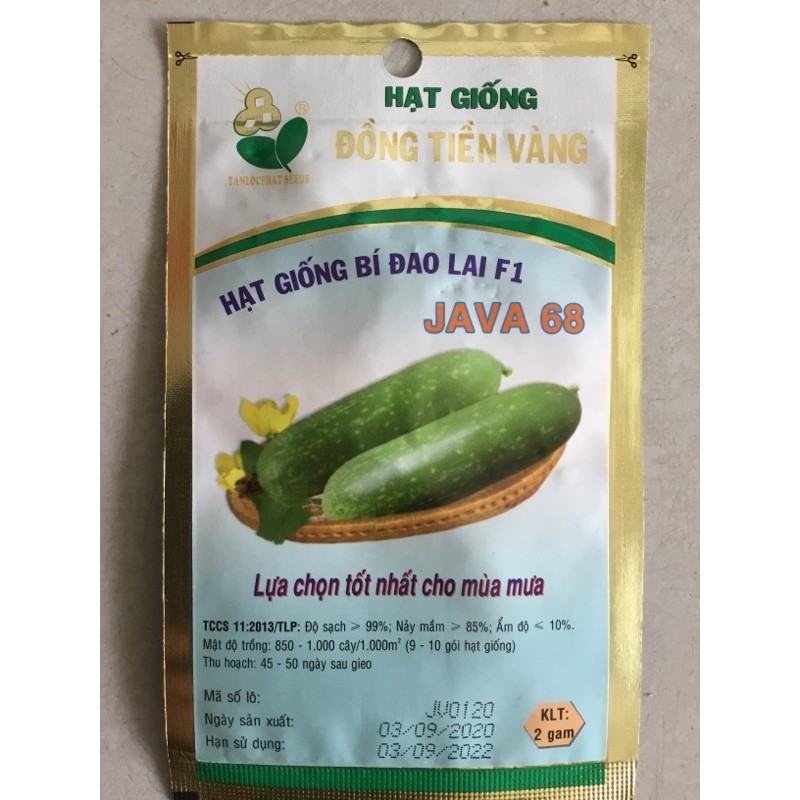 HẠT GIỐNG
ĐỒNG TIỀN VÀNG
®
TANLOCPHAT SEEDS
HẠT GIỐNG BÍ ĐAO LAI F1
JAVA 68
Lựa chọn tốt nhất cho mùa mưa
TCCS 11:2013/TLP: Độ sạch ⩾ 99%; Nảy mầm ⩾ 85%; Ẩm độ ⩽ 10%.
Mật độ trồng: 850 - 1.000 cây/1.000m² (9 - 10 gói hạt giống)
Thu hoạch: 45 - 50 ngày sau gieo
Mã số lô: JV0120
Ngày sản xuất: 03/09/2020
Hạn sử dụng: 03/09/2022
KLT:
2 gam